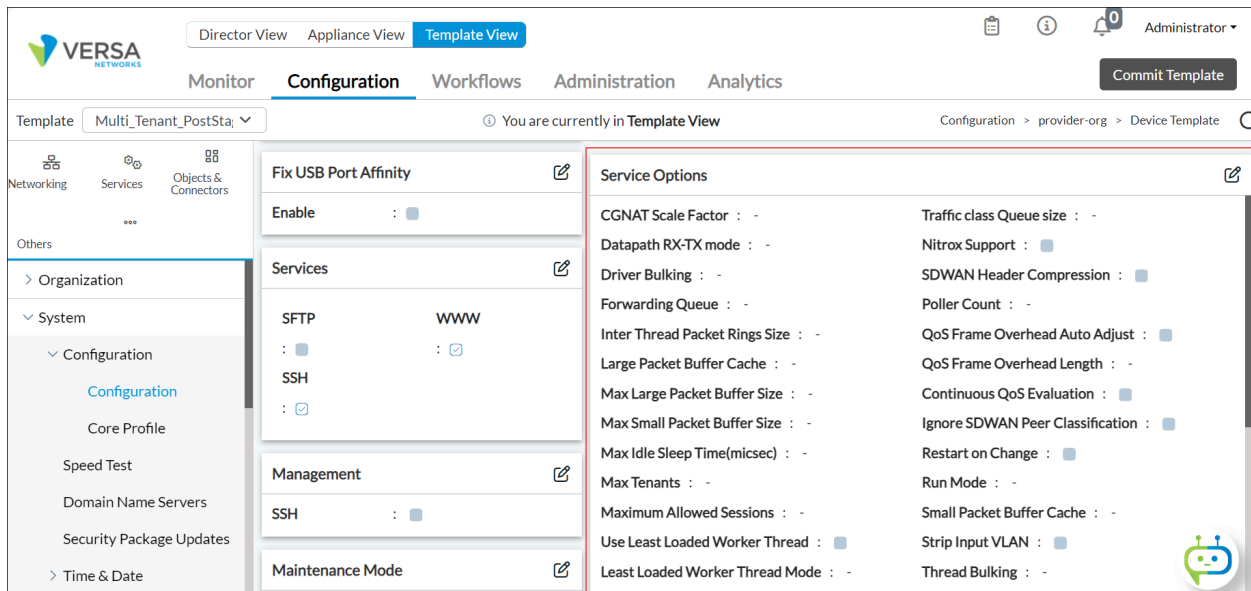 VERSA
NETWORKS
Director View Appliance View Template View
0
Administrator
Monitor Configuration Workflows Administration Analytics
Commit Template
Template Multi_Tenant_PostSta
You are currently in Template View
Configuration > provider-org > Device Template
Networking
Services
Objects &
Connectors
Others
Organization
System
Configuration
Configuration
Core Profile
Speed Test
Domain Name Servers
Security Package Updates
Time & Date
Fix USB Port Affinity
Enable :
Services
SFTP WWW
: :
SSH
:
Management
SSH :
Maintenance Mode
Service Options
CGNAT Scale Factor : -
Datapath RX-TX mode : -
Driver Bulking : -
Forwarding Queue : -
Inter Thread Packet Rings Size : -
Large Packet Buffer Cache : -
Max Large Packet Buffer Size : -
Max Small Packet Buffer Size : -
Max Idle Sleep Time(micsec) : -
Max Tenants : -
Maximum Allowed Sessions : -
Use Least Loaded Worker Thread :
Least Loaded Worker Thread Mode : -
Traffic class Queue size : -
Nitrox Support :
SDWAN Header Compression :
Poller Count : -
QoS Frame Overhead Auto Adjust :
QoS Frame Overhead Length : -
Continuous QoS Evaluation :
Ignore SDWAN Peer Classification :
Restart on Change :
Run Mode : -
Small Packet Buffer Cache : -
Strip Input VLAN :
Thread Bulking : -